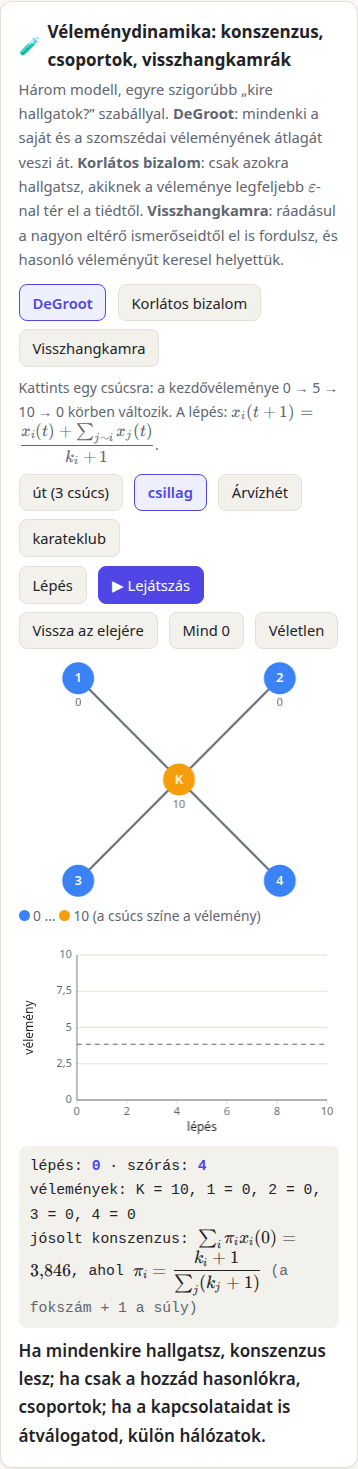 🧪 Véleménydinamika: konszenzus,
csoportok, visszhangkamrák
Három modell, egyre szigorúbb „kire
hallgatok?” szabállyal. DeGroot: mindenki a
saját és a szomszédai véleményének átlagát
veszi át. Korlátos bizalom: csak azokra
hallgatsz, akiknek a véleménye legfeljebb ε-
nal tér el a tiédtől. Visszhangkamra: ráadásul
a nagyon eltérő ismerőseidtől el is fordulsz, és
hasonló véleményűt keresel helyettük.
DeGroot Korlátos bizalom
Visszhangkamra
Kattints egy csúcsra: a kezdővéleménye 0 → 5 →
10 → 0 körben változik. A lépés: x_i(t + 1) =
(x_i(t) + ∑_{j∼i} x_j(t)) / (k_i + 1).
út (3 csúcs) csillag Árvízhét
karateklub
Lépés ▶ Lejátszás
Vissza az elejére Mind 0 Véletlen
1 2
0 0
K
10
3 4
0 ... 10 (a csúcs színe a vélemény)
10
7,5
5
2,5
0
vélemény
0 2 4 6 8 10
lépés
lépés: 0 · szórás: 4
vélemények: K = 10, 1 = 0, 2 = 0,
3 = 0, 4 = 0
jósolt konszenzus: ∑_i π_i x_i(0) =
3,846, ahol π_i = (k_i + 1) / (∑_j (k_j + 1)) (a
fokszám + 1 a súly)
Ha mindenkire hallgatsz, konszenzus
lesz; ha csak a hozzád hasonlókra,
csoportok; ha a kapcsolataidat is
átválogatod, külön hálózatok.